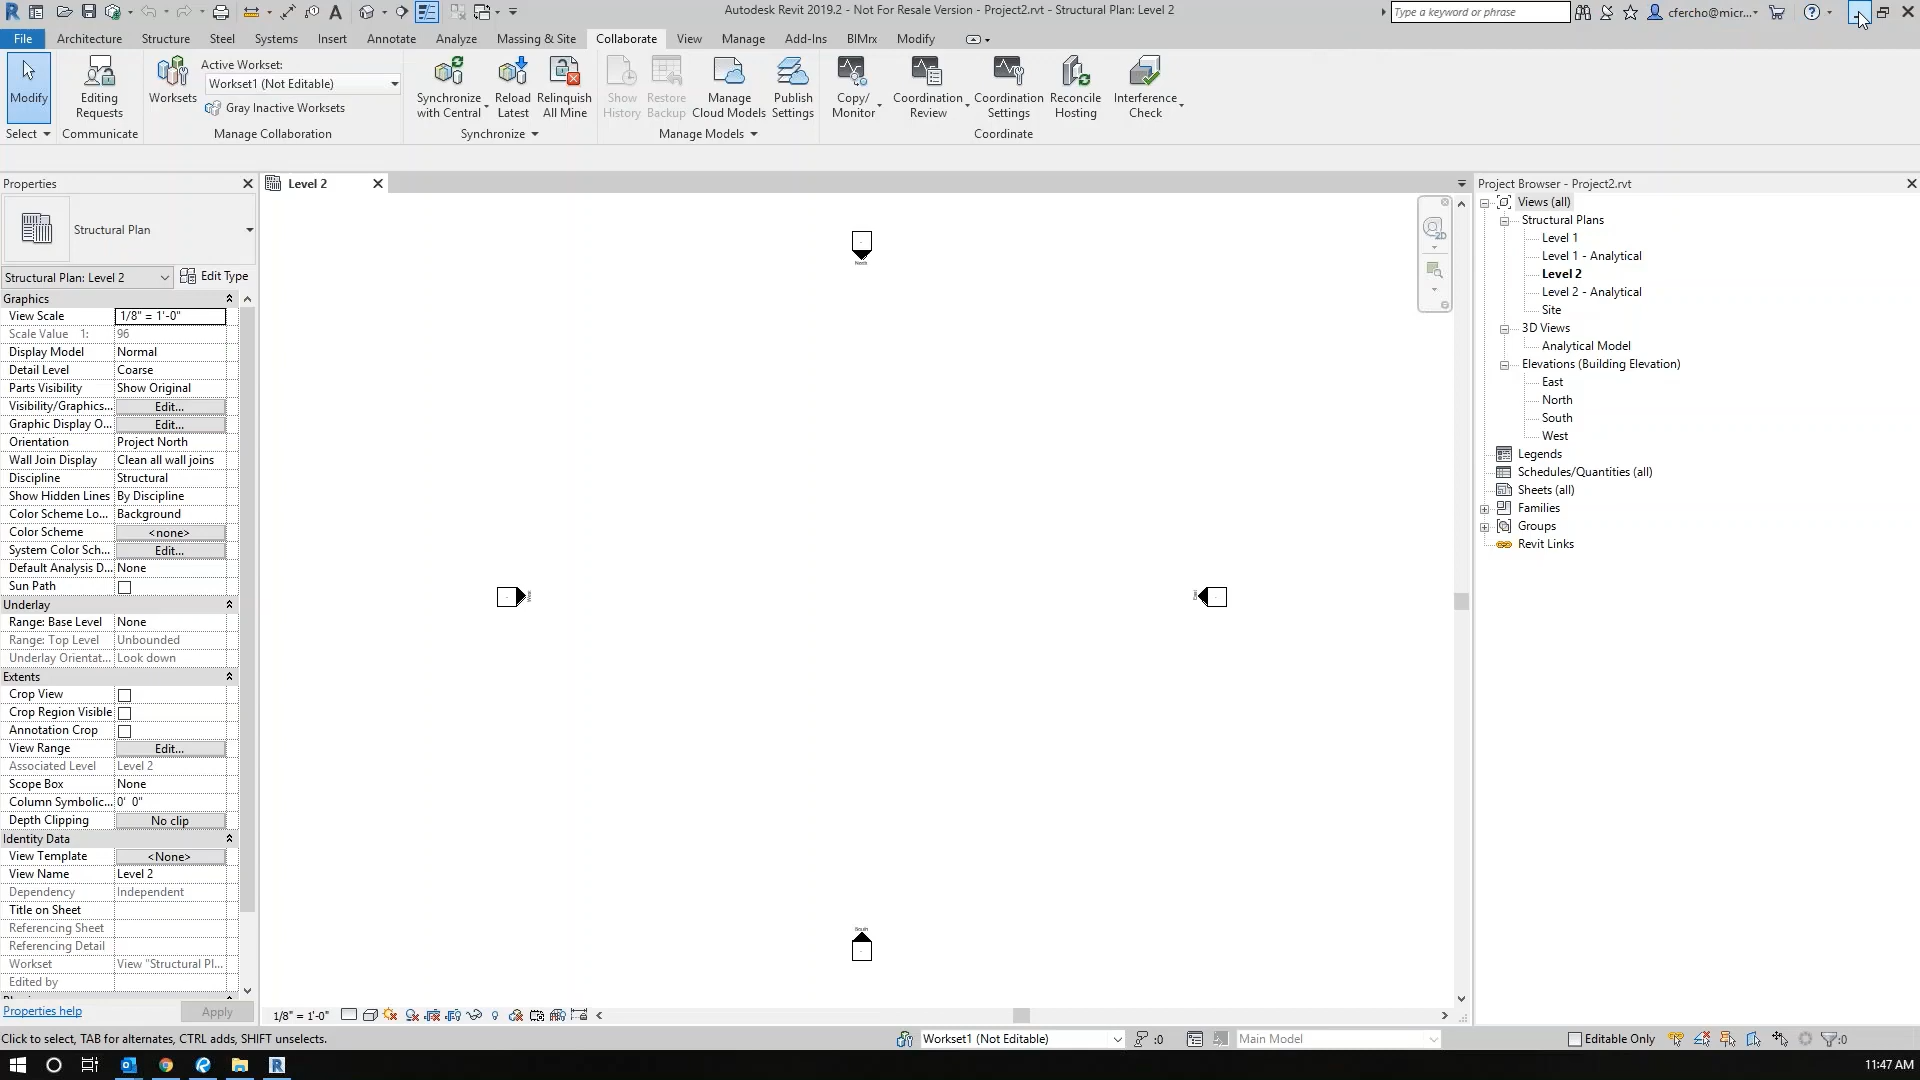 Autodesk Revit 2019.2 - Not For Resale Version - Project2.rvt - Structural Plan: Level 2
Type a keyword or phrase
cfercho@micr...
File Architecture Structure Steel Systems Insert Annotate Analyze Massing & Site Collaborate View Manage Add-Ins BIMrx Modify
Modify
Editing Requests
Worksets
Active Workset:
Workset1 (Not Editable)
Gray Inactive Worksets
Synchronize with Central
Reload Latest
Relinquish All Mine
Show History
Restore Backup
Manage Cloud Models
Publish Settings
Copy/ Monitor
Coordination Review
Coordination Settings
Reconcile Hosting
Interference Check
Select Communicate Manage Collaboration Synchronize Manage Models Coordinate
Properties
Structural Plan
Structural Plan: Level 2 Edit Type
Graphics
View Scale 1/8" = 1'-0"
Scale Value 1: 96
Display Model Normal
Detail Level Coarse
Parts Visibility Show Original
Visibility/Graphics... Edit...
Graphic Display O... Edit...
Orientation Project North
Wall Join Display Clean all wall joins
Discipline Structural
Show Hidden Lines By Discipline
Color Scheme Lo... Background
Color Scheme <none>
System Color Sch... Edit...
Default Analysis D... None
Sun Path
Underlay
Range: Base Level None
Range: Top Level Unbounded
Underlay Orientat... Look down
Extents
Crop View
Crop Region Visible
Annotation Crop
View Range Edit...
Associated Level Level 2
Scope Box None
Column Symbolic... 0' 0"
Depth Clipping No clip
Identity Data
View Template <None>
View Name Level 2
Dependency Independent
Title on Sheet
Referencing Sheet
Referencing Detail
Workset View "Structural Pl...
Edited by
Properties help Apply
Level 2
North
South
2D
1/8" = 1'-0"
Project Browser - Project2.rvt
Views (all)
Structural Plans
Level 1
Level 1 - Analytical
Level 2
Level 2 - Analytical
Site
3D Views
Analytical Model
Elevations (Building Elevation)
East
North
South
West
Legends
Schedules/Quantities (all)
Sheets (all)
Families
Groups
Revit Links
Click to select, TAB for alternates, CTRL adds, SHIFT unselects.
Workset1 (Not Editable)
:0
Main Model
Editable Only
:0
11:47 AM